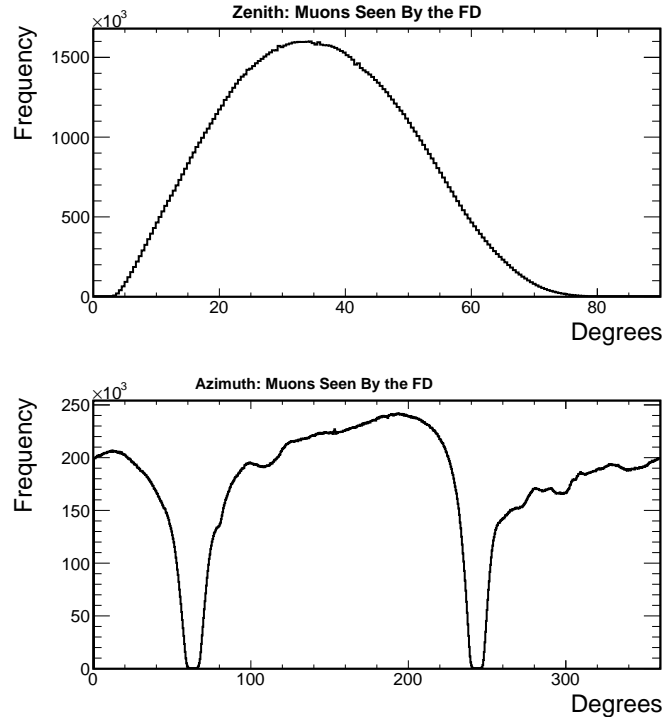 Zenith: Muons Seen By the FD
×10³
Frequency
1500
1000
500
0
0 20 40 60 80
Degrees
Azimuth: Muons Seen By the FD
×10³
Frequency
250
200
150
100
50
0
0 100 200 300
Degrees